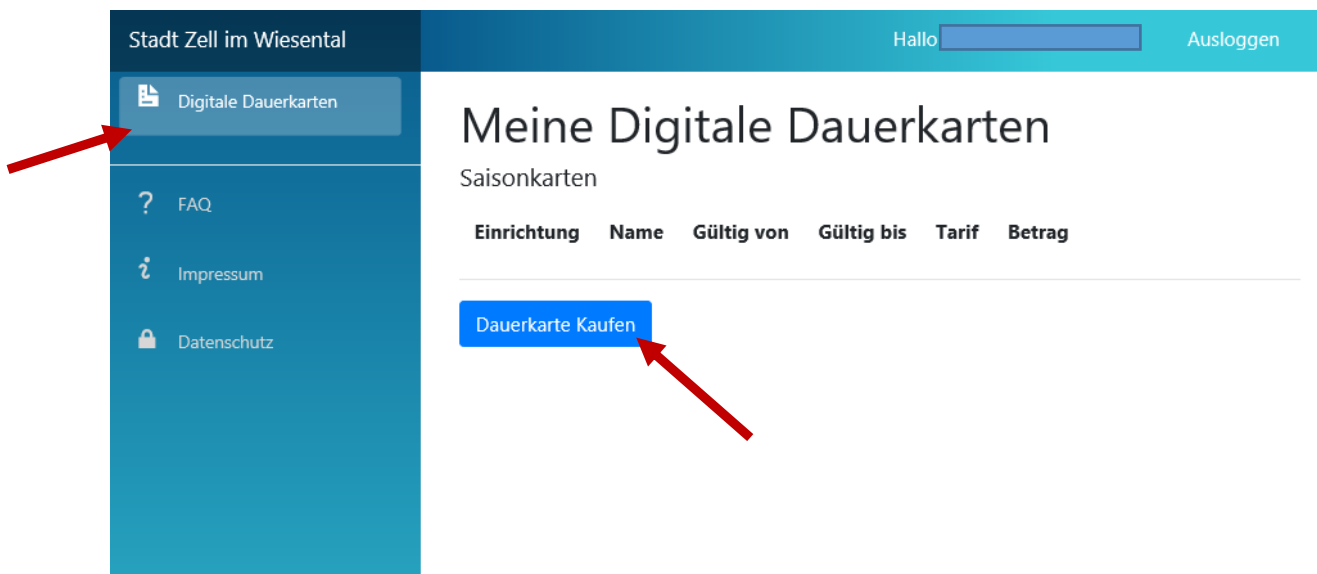 Stadt Zell im Wiesental
Hallo
Ausloggen
Digitale Dauerkarten
FAQ
Impressum
Datenschutz
Meine Digitale Dauerkarten
Saisonkarten
Einrichtung Name Gültig von Gültig bis Tarif Betrag
Dauerkarte Kaufen